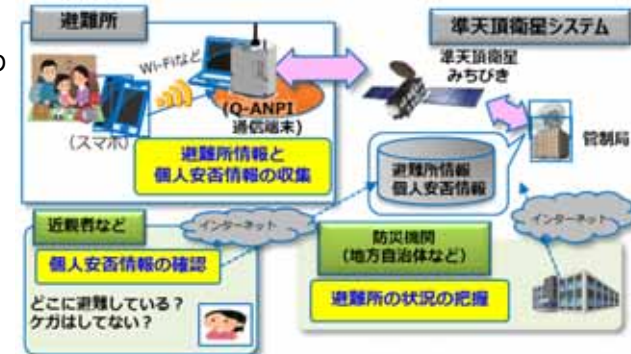 の
避難所
準天頂衛星システム
Wi-Fiなど
(スマホ)
(Q-ANPI
通信端末)
準天頂衛星
みちびき
管制局
避難所情報と
個人安否情報の収集
避難所情報
個人安否情報
近親者など
インターネット
個人安否情報の確認
どこに避難している？
ケガはしてない？
防災機関
(地方自治体など)
インターネット
避難所の状況の把握